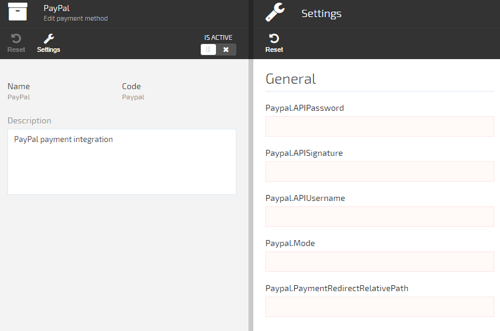 PayPal
Edit payment method
Reset
Settings
IS ACTIVE
Name
PayPal
Code
Paypal
Description
PayPal payment integration
Settings
Reset
General
Paypal.APIPassword
Paypal.APISignature
Paypal.APIUsername
Paypal.Mode
Paypal.PaymentRedirectRelativePath